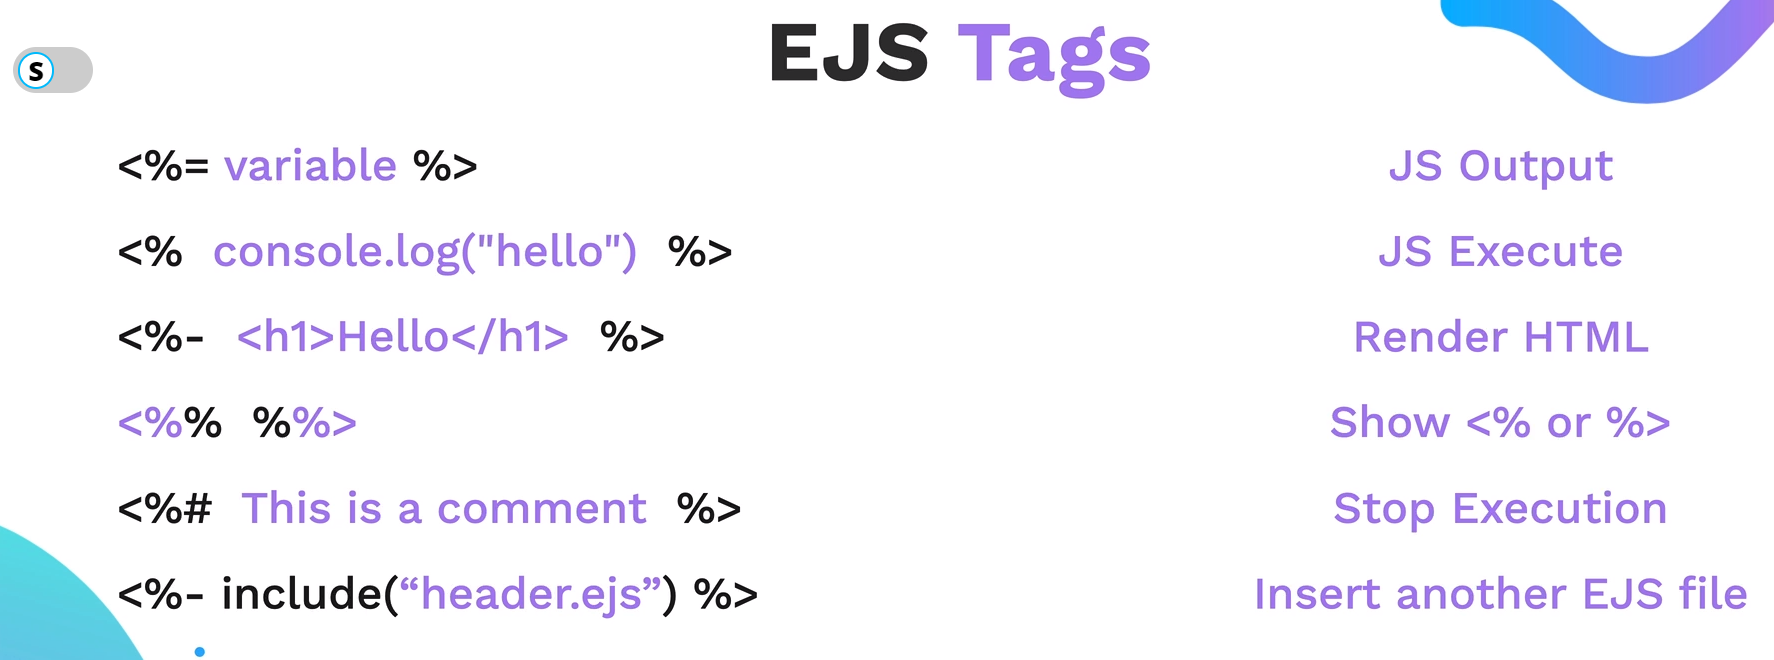 EJS Tags
S
<%= variable %> JS Output
<% console.log("hello") %> JS Execute
<%- <h1>Hello</h1> %> Render HTML
<%% %%> Show <% or %>
<%# This is a comment %> Stop Execution
<%- include(“header.ejs”) %> Insert another EJS file